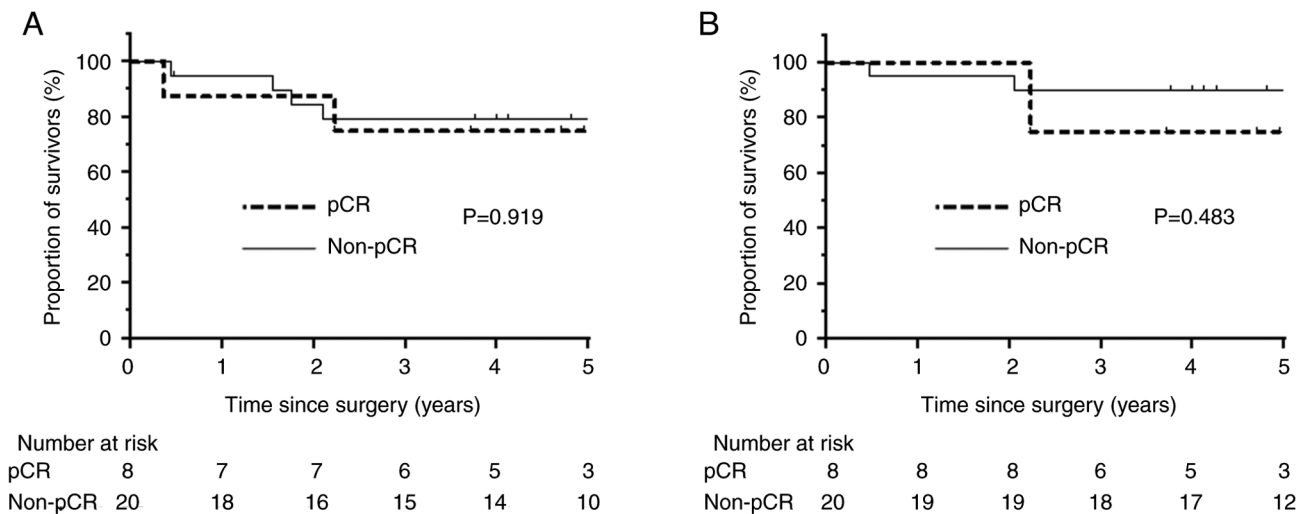 A
Proportion of survivors (%)
100
80
60
40
20
0
pCR
Non-pCR
P=0.919
0 1 2 3 4 5
Time since surgery (years)
Number at risk
pCR 8 7 7 6 5 3
Non-pCR 20 18 16 15 14 10
B
Proportion of survivors (%)
100
80
60
40
20
0
pCR
Non-pCR
P=0.483
0 1 2 3 4 5
Time since surgery (years)
Number at risk
pCR 8 8 8 6 5 3
Non-pCR 20 19 19 18 17 12